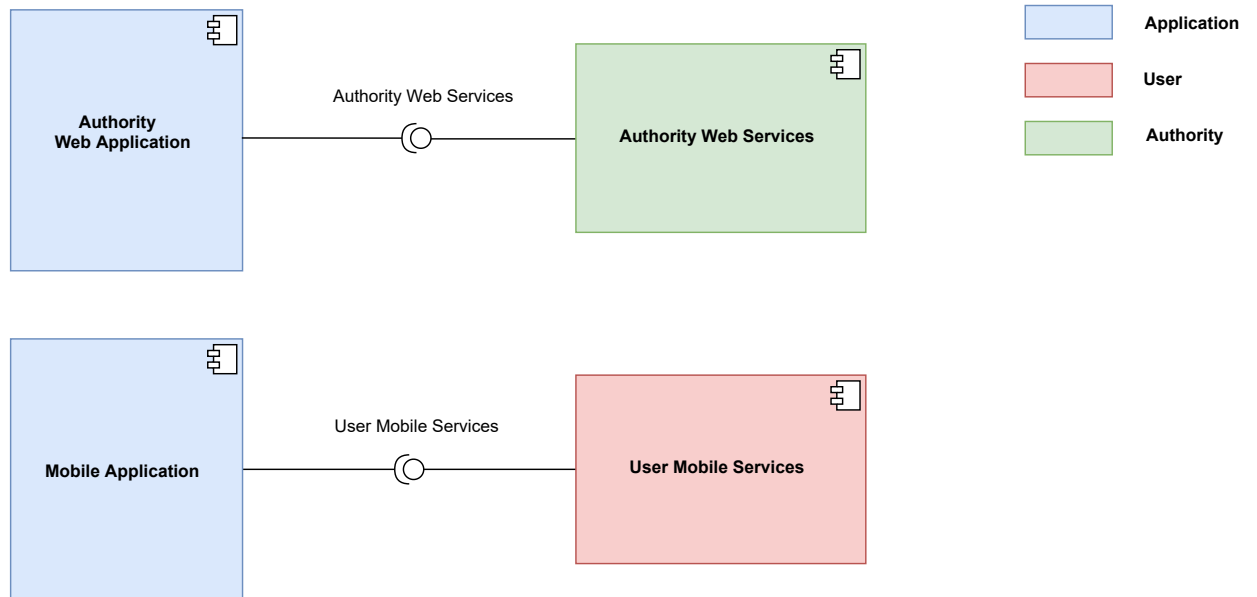 Application
Authority Web Services
User
Authority
Web Application
Authority Web Services
Authority
User Mobile Services
Mobile Application
User Mobile Services